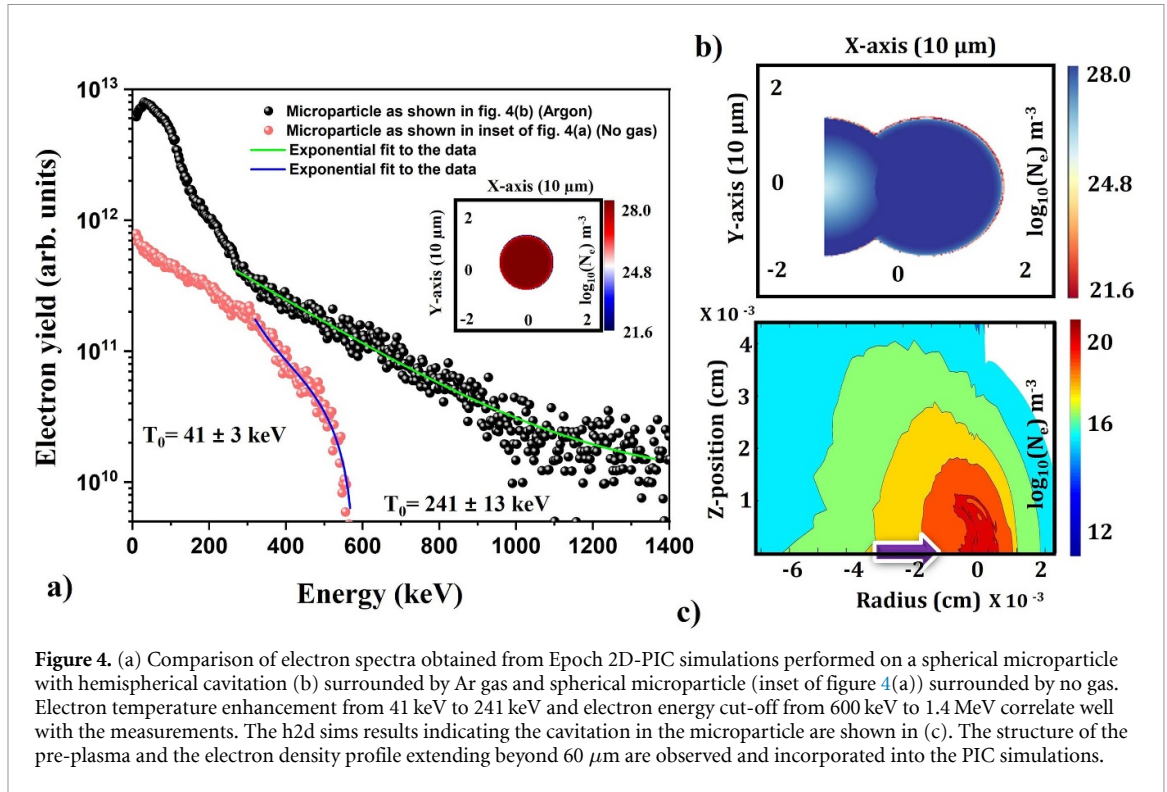 10^13
10^12
10^11
10^10
Electron yield (arb. units)
0 200 400 600 800 1000 1200 1400
Energy (keV)
a)
Microparticle as shown in fig. 4(b) (Argon)
Microparticle as shown in inset of fig. 4(a) (No gas)
Exponential fit to the data
Exponential fit to the data
X-axis (10 µm)
Y-axis (10 µm)
2
0
-2
0 2
log10(Ne) m-3
28.0
24.8
21.6
T0= 41 ± 3 keV
T0= 241 ± 13 keV
b)
X-axis (10 µm)
Y-axis (10 µm)
2
0
-2
0 2
log10(Ne) m-3
28.0
24.8
21.6
X 10-3
Z-position (cm)
4
3
2
1
-6 -4 -2 0 2
Radius (cm) X 10-3
log10(Ne) m-3
20
16
12
c)
Figure 4. (a) Comparison of electron spectra obtained from Epoch 2D-PIC simulations performed on a spherical microparticle
with hemispherical cavitation (b) surrounded by Ar gas and spherical microparticle (inset of figure 4(a)) surrounded by no gas.
Electron temperature enhancement from 41 keV to 241 keV and electron energy cut-off from 600 keV to 1.4 MeV correlate well
with the measurements. The h2d sims results indicating the cavitation in the microparticle are shown in (c). The structure of the
pre-plasma and the electron density profile extending beyond 60 µm are observed and incorporated into the PIC simulations.